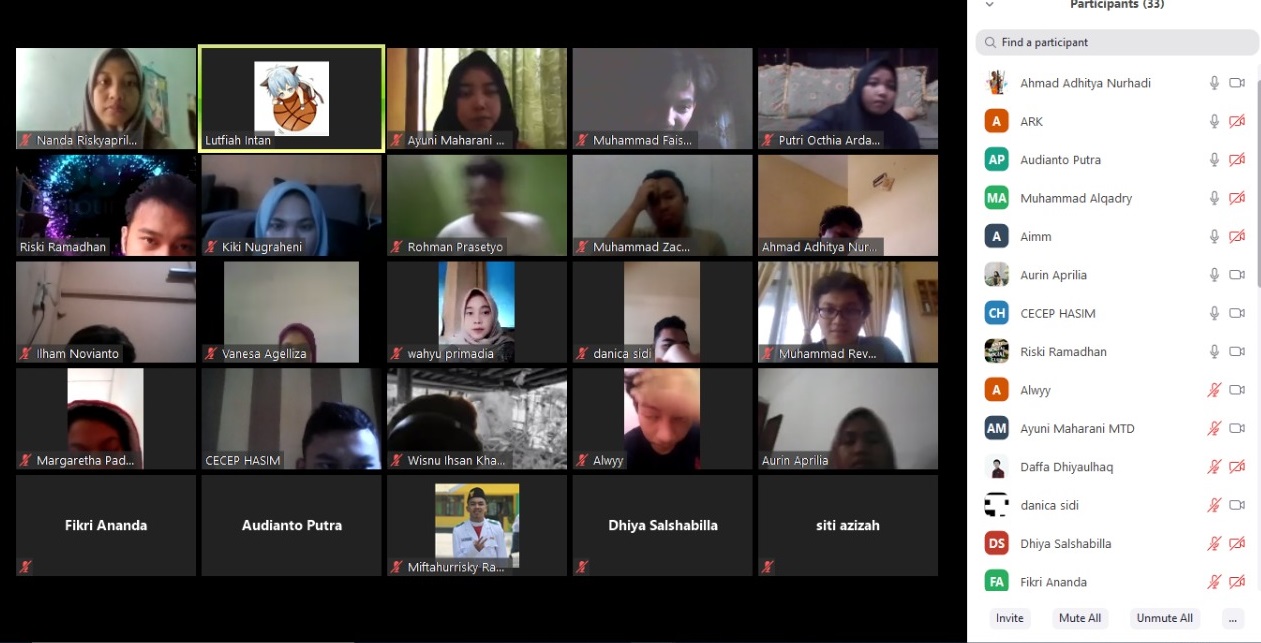 Nanda Riskyapril...
Lutfiah Intan
Ayuni Maharani ...
Muhammad Fais...
Putri Octhia Arda...
Riski Ramadhan
Kiki Nugraheni
Rohman Prasetyo
Muhammad Zac...
Ahmad Adhitya Nur...
Ilham Novianto
Vanesa Agelliza
wahyu primadia
danica sidi
Muhammad Rev...
Margaretha Pad...
CECEP HASIM
Wisnu Ihsan Kha...
Alwyy
Aurin Aprilia
Fikri Ananda
Audianto Putra
Miftahurrisky Ra...
Dhiya Salshabilla
siti azizah
Participants (33)
Find a participant
Ahmad Adhitya Nurhadi
A ARK
AP Audianto Putra
MA Muhammad Alqadry
A Aimm
Aurin Aprilia
CH CECEP HASIM
Riski Ramadhan
A Alwyy
AM Ayuni Maharani MTD
Daffa Dhiyaulhaq
danica sidi
DS Dhiya Salshabilla
FA Fikri Ananda
Invite Mute All Unmute All ...